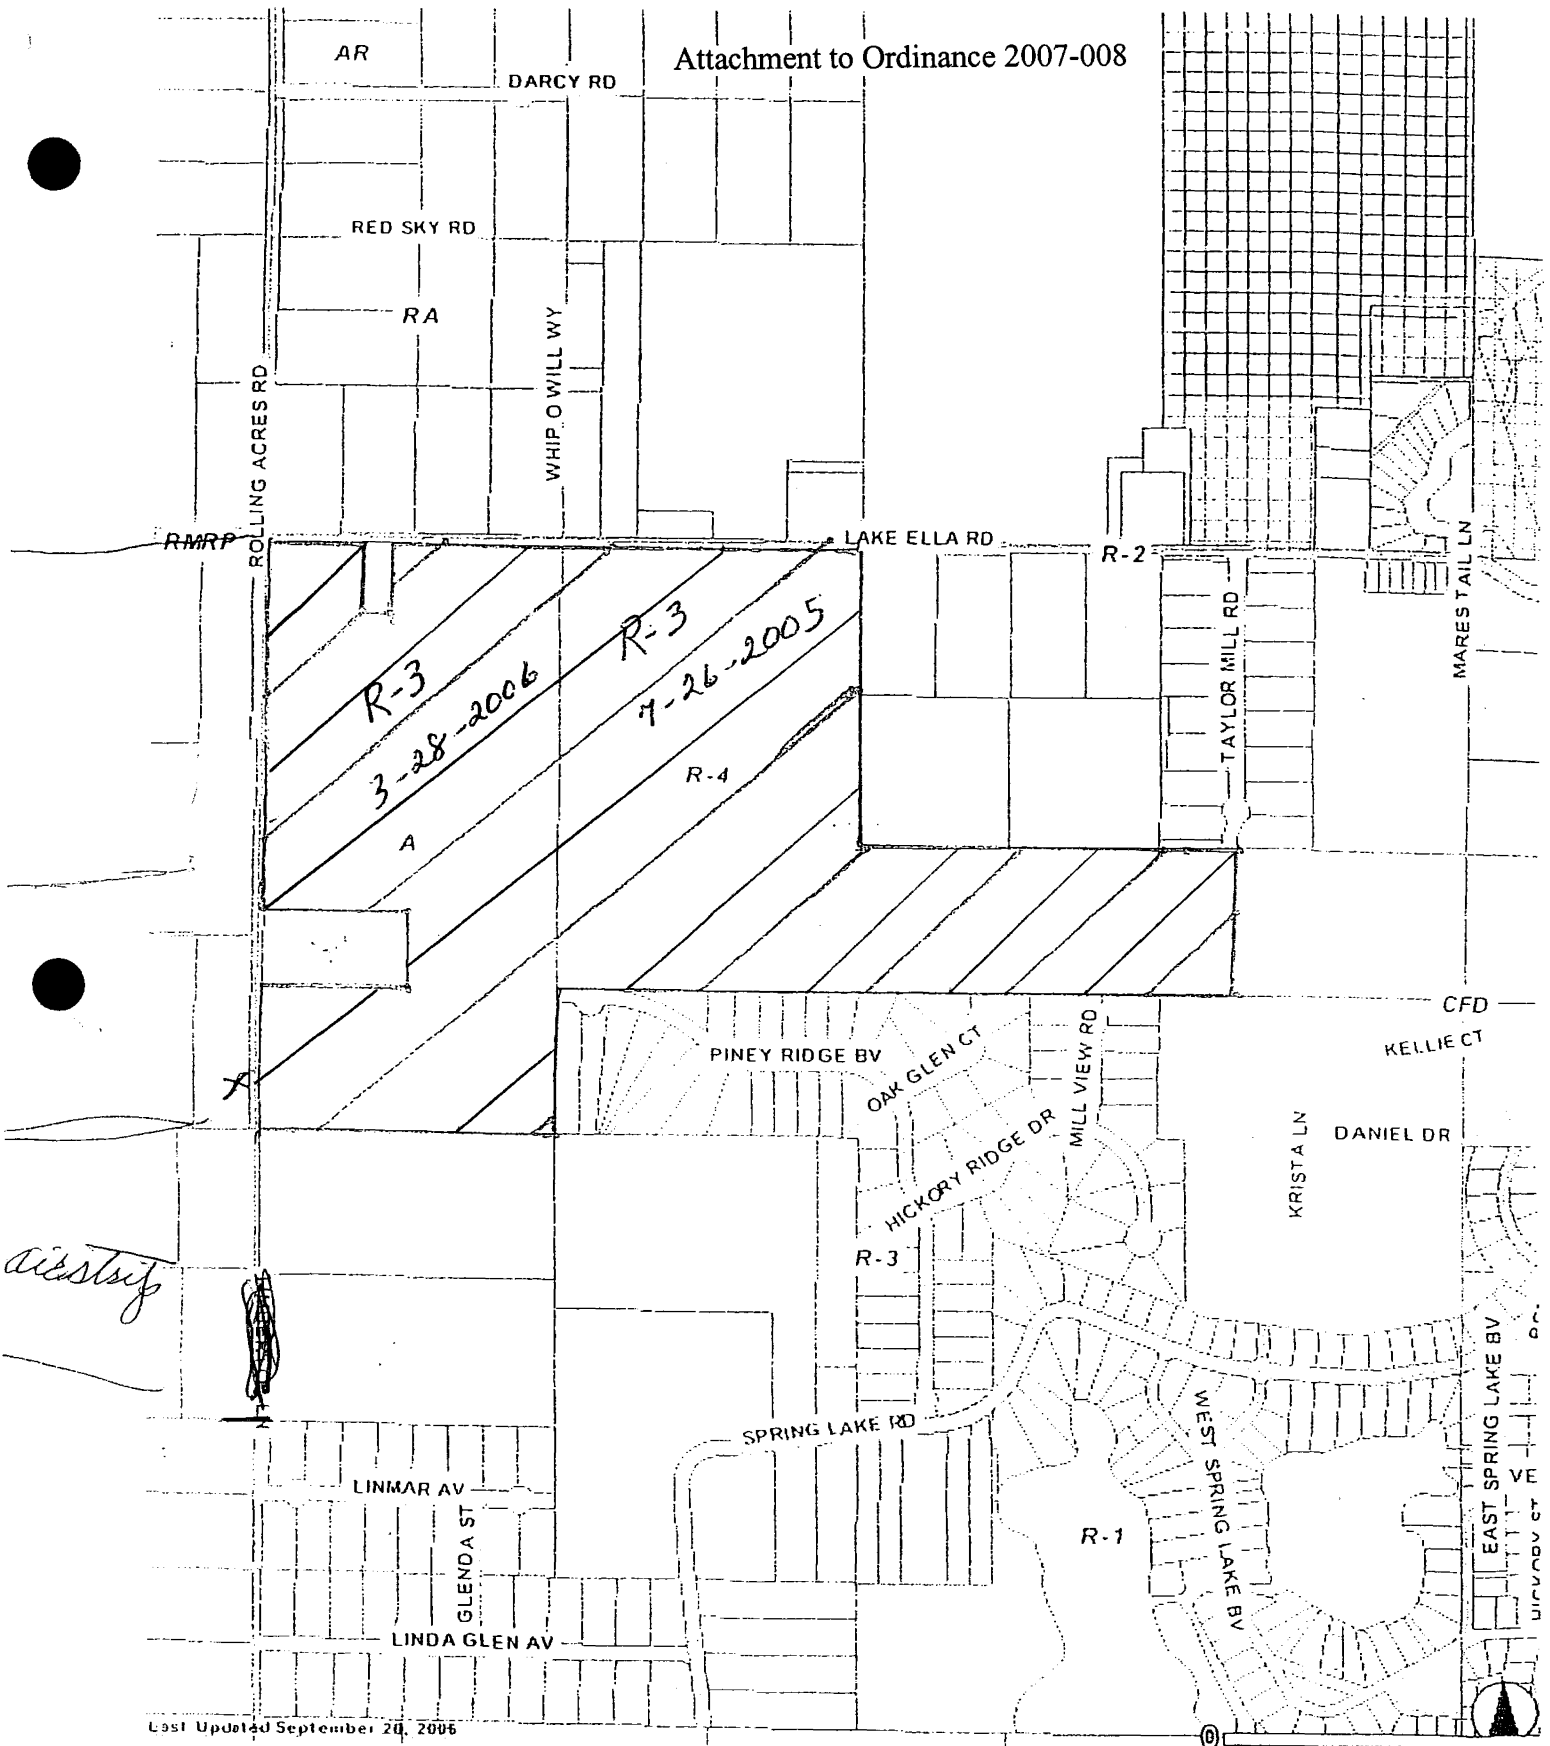 Attachment to Ordinance 2007-008
AR
DARCY RD
RED SKY RD
RA
WHIP O WILL WY
ROLLING ACRES RD
RMRP
LAKE ELLA RD
R-2
MARESTAIL LN
TAYLOR MILL RD
R-3
R-3
7-26-2005
3-28-2006
R-4
A
CFD
KELLIE CT
PINEY RIDGE BV
OAK GLEN CT
MILL VIEW RD
HICKORY RIDGE DR
DANIEL DR
KRISTA LN
R-3
SPRING LAKE RD
WEST SPRING LAKE BV
EAST SPRING LAKE BV
VE
HICKORY CT
LINMAR AV
GLENDA ST
R-1
LINDA GLEN AV
Last Updated September 20, 2006